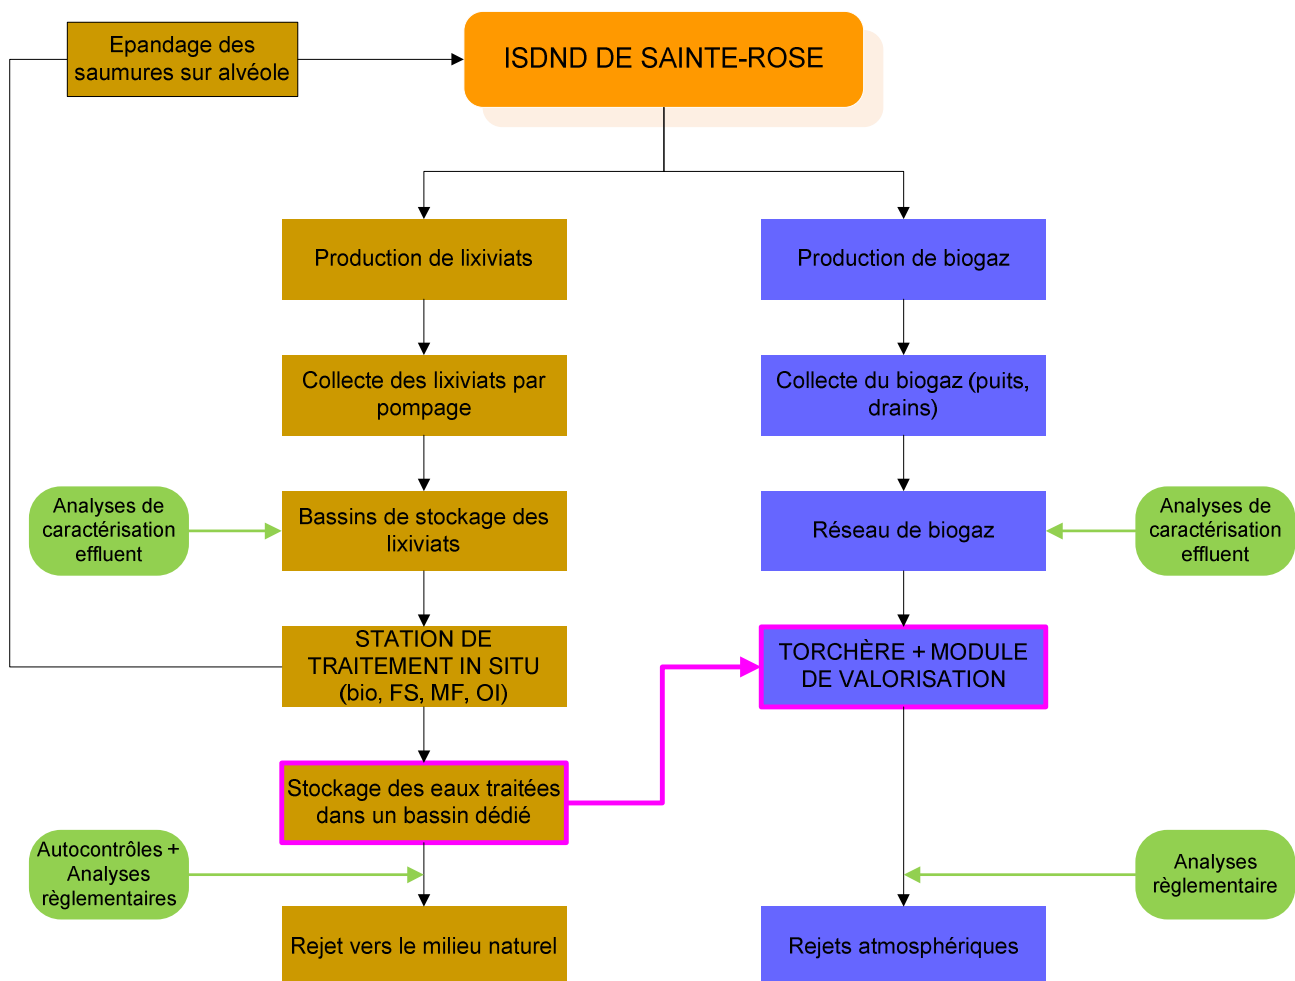 Epandage des
saumures sur alvéole
ISDND DE SAINTE-ROSE
Production de lixiviats
Production de biogaz
Collecte des lixiviats par
pompage
Collecte du biogaz (puits,
drains)
Analyses de
caractérisation
effluent
Bassins de stockage des
lixiviats
Réseau de biogaz
Analyses de
caractérisation
effluent
STATION DE
TRAITEMENT IN SITU
(bio, FS, MF, OI)
TORCHÈRE + MODULE
DE VALORISATION
Stockage des eaux traitées
dans un bassin dédié
Autocontrôles +
Analyses
règlementaires
Analyses
règlementaire
Rejet vers le milieu naturel
Rejets atmosphériques